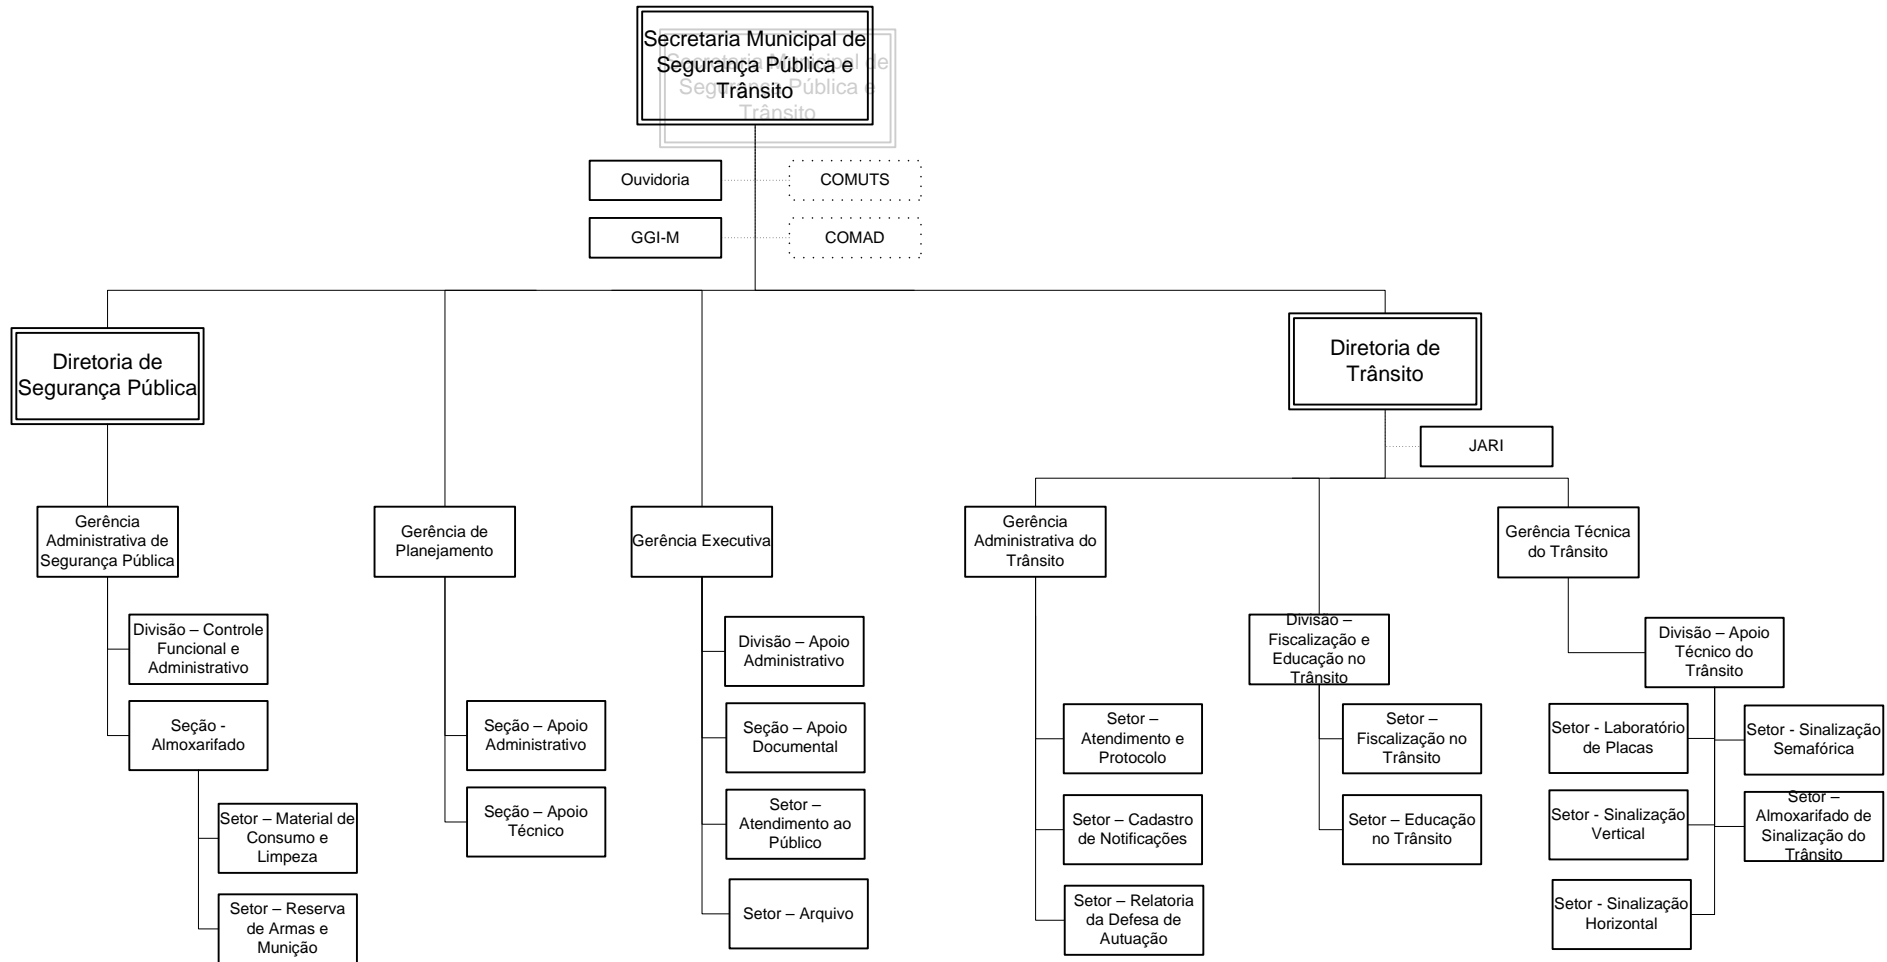 Secretaria Municipal de
Segurança Pública e
Trânsito
Secretaria Municipal de
Segurança Pública e
Trânsito
Ouvidoria
COMUTS
GGI-M
COMAD
Diretoria de
Segurança Pública
Diretoria de
Trânsito
JARI
Gerência
Administrativa de
Segurança Pública
Gerência de
Planejamento
Gerência Executiva
Gerência
Administrativa do
Trânsito
Gerência Técnica
do Trânsito
Divisão – Controle
Funcional e
Administrativo
Divisão – Apoio
Administrativo
Divisão –
Fiscalização e
Educação no
Trânsito
Divisão – Apoio
Técnico do
Trânsito
Seção -
Almoxarifado
Seção – Apoio
Administrativo
Seção – Apoio
Documental
Setor –
Atendimento e
Protocolo
Setor –
Fiscalização no
Trânsito
Setor - Laboratório
de Placas
Setor - Sinalização
Semafórica
Setor – Material de
Consumo e
Limpeza
Seção – Apoio
Técnico
Setor –
Atendimento ao
Público
Setor – Cadastro
de Notificações
Setor – Educação
no Trânsito
Setor - Sinalização
Vertical
Setor –
Almoxarifado de
Sinalização do
Trânsito
Setor – Reserva
de Armas e
Munição
Setor – Arquivo
Setor – Relatoria
da Defesa de
Autuação
Setor - Sinalização
Horizontal